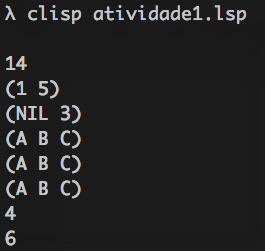 λ clisp atividade1.lsp
14
(1 5)
(NIL 3)
(A B C)
(A B C)
(A B C)
4
6